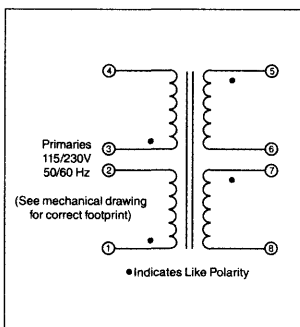 ④ ⑤
Primaries
115/230V
50/60 Hz
③ ⑥
② ⑦
(See mechanical drawing
for correct footprint)
① ⑧
●Indicates Like Polarity